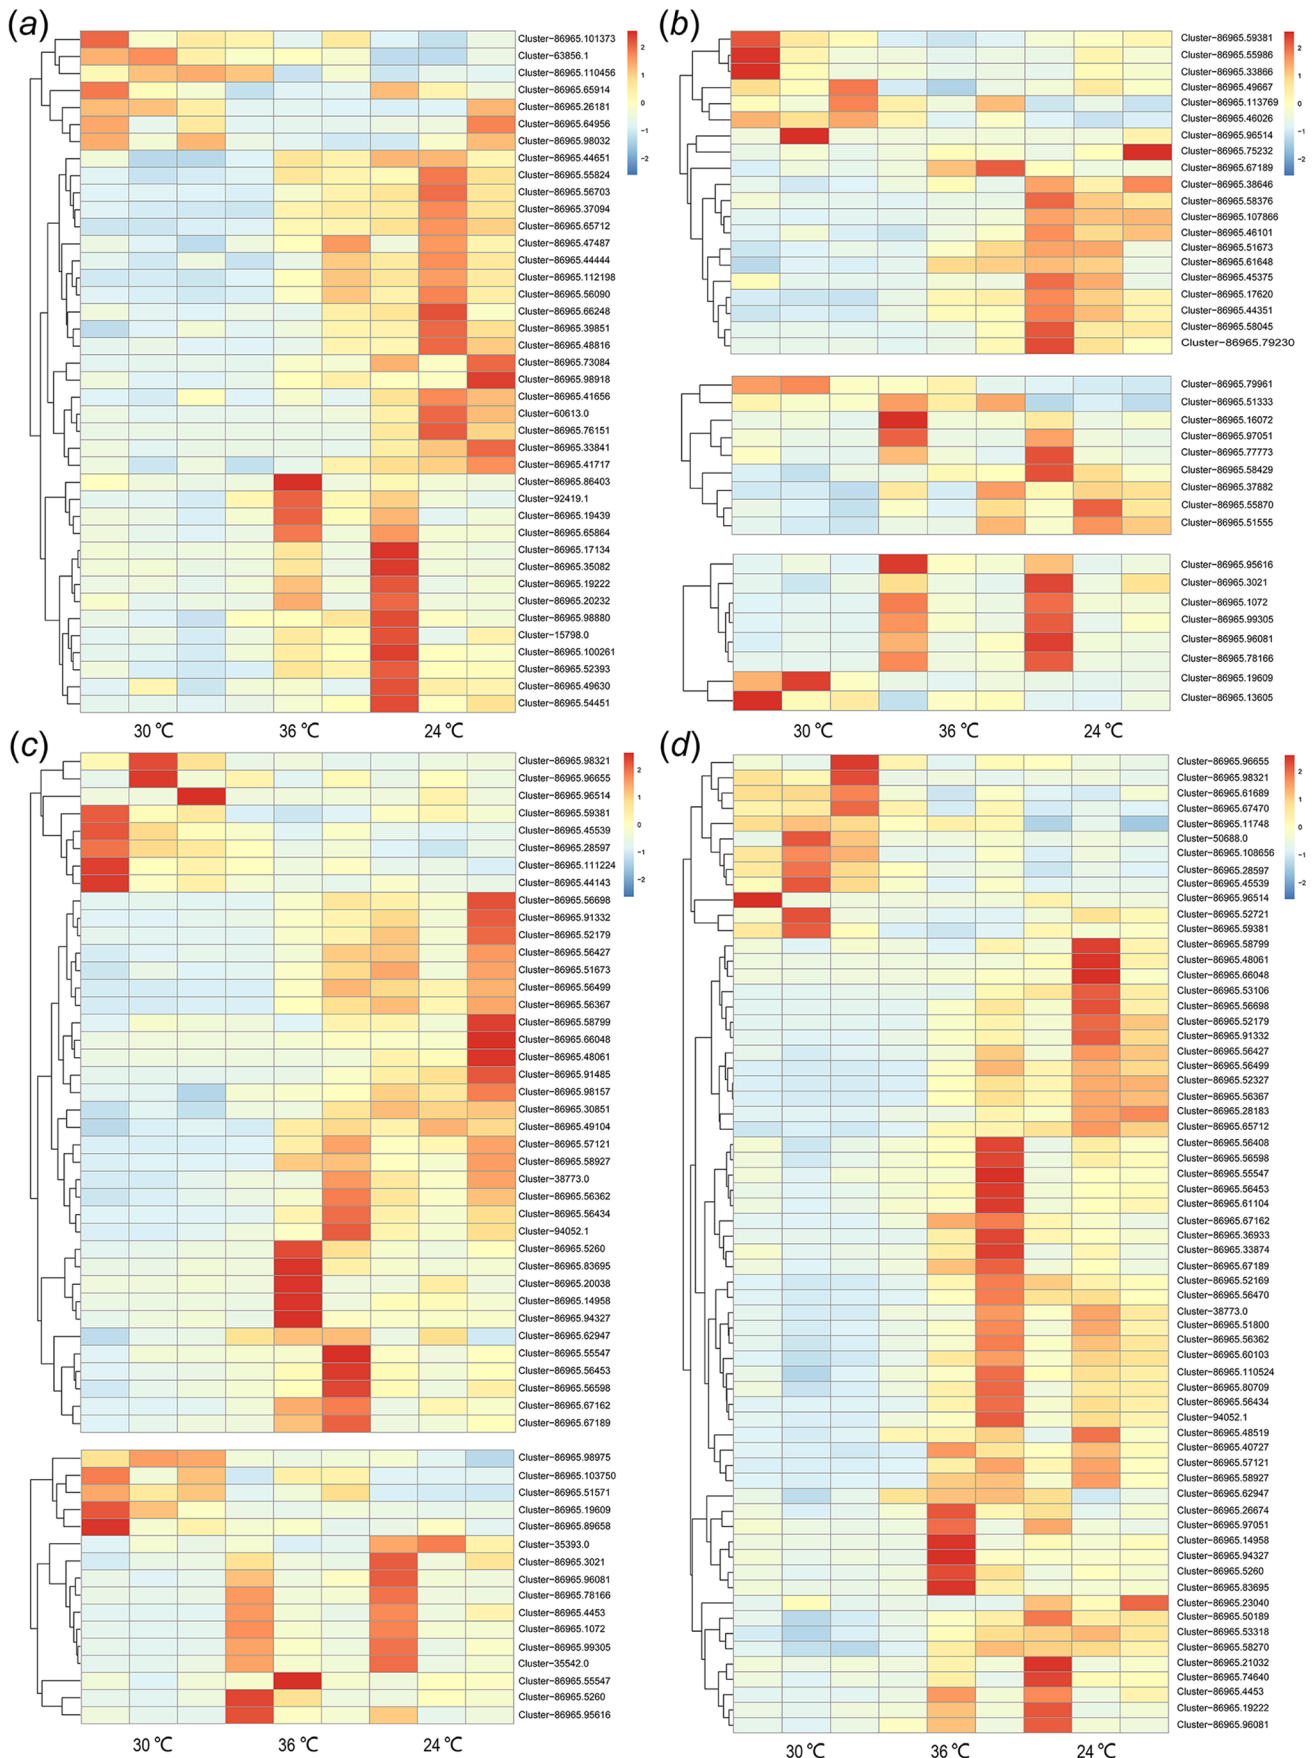 (a)
Cluster−86965.101373
Cluster−63856.1
Cluster−86965.110456
Cluster−86965.65914
Cluster−86965.26181
Cluster−86965.64956
Cluster−86965.98032
Cluster−86965.44651
Cluster−86965.55824
Cluster−86965.56703
Cluster−86965.37094
Cluster−86965.65712
Cluster−86965.47487
Cluster−86965.44444
Cluster−86965.112198
Cluster−86965.56090
Cluster−86965.66248
Cluster−86965.39851
Cluster−86965.48816
Cluster−86965.73084
Cluster−86965.98918
Cluster−86965.41656
Cluster−60613.0
Cluster−86965.76151
Cluster−86965.33841
Cluster−86965.41717
Cluster−86965.86403
Cluster−92419.1
Cluster−86965.19439
Cluster−86965.65864
Cluster−86965.17134
Cluster−86965.35082
Cluster−86965.19222
Cluster−86965.20232
Cluster−86965.98880
Cluster−15798.0
Cluster−86965.100261
Cluster−86965.52393
Cluster−86965.49630
Cluster−86965.54451
2
1
0
−1
−2
30 ℃ 36 ℃ 24 ℃
(b)
Cluster−86965.59381
Cluster−86965.55986
Cluster−86965.33866
Cluster−86965.49667
Cluster−86965.113769
Cluster−86965.46026
Cluster−86965.96514
Cluster−86965.75232
Cluster−86965.67189
Cluster−86965.38646
Cluster−86965.58376
Cluster−86965.107866
Cluster−86965.46101
Cluster−86965.51673
Cluster−86965.61648
Cluster−86965.45375
Cluster−86965.17620
Cluster−86965.44351
Cluster−86965.58045
Cluster−86965.79230
2
1
0
−1
−2
Cluster−86965.79961
Cluster−86965.51333
Cluster−86965.16072
Cluster−86965.97051
Cluster−86965.77773
Cluster−86965.58429
Cluster−86965.37882
Cluster−86965.55870
Cluster−86965.51555
Cluster−86965.95616
Cluster−86965.3021
Cluster−86965.1072
Cluster−86965.99305
Cluster−86965.96081
Cluster−86965.78166
Cluster−86965.19609
Cluster−86965.13605
30 ℃ 36 ℃ 24 ℃
(c)
Cluster−86965.98321
Cluster−86965.96655
Cluster−86965.96514
Cluster−86965.59381
Cluster−86965.45539
Cluster−86965.28597
Cluster−86965.111224
Cluster−86965.44143
Cluster−86965.56698
Cluster−86965.91332
Cluster−86965.52179
Cluster−86965.56427
Cluster−86965.51673
Cluster−86965.56499
Cluster−86965.56367
Cluster−86965.58799
Cluster−86965.66048
Cluster−86965.48061
Cluster−86965.91485
Cluster−86965.98157
Cluster−86965.30851
Cluster−86965.49104
Cluster−86965.57121
Cluster−86965.58927
Cluster−38773.0
Cluster−86965.56362
Cluster−86965.56434
Cluster−94052.1
Cluster−86965.5260
Cluster−86965.83695
Cluster−86965.20038
Cluster−86965.14958
Cluster−86965.94327
Cluster−86965.62947
Cluster−86965.55547
Cluster−86965.56453
Cluster−86965.56598
Cluster−86965.67162
Cluster−86965.67189
2
1
0
−1
−2
Cluster−86965.98975
Cluster−86965.103750
Cluster−86965.51571
Cluster−86965.19609
Cluster−86965.89658
Cluster−35393.0
Cluster−86965.3021
Cluster−86965.96081
Cluster−86965.78166
Cluster−86965.4453
Cluster−86965.1072
Cluster−86965.99305
Cluster−35542.0
Cluster−86965.55547
Cluster−86965.5260
Cluster−86965.95616
30 ℃ 36 ℃ 24 ℃
(d)
Cluster−86965.96655
Cluster−86965.98321
Cluster−86965.61689
Cluster−86965.67470
Cluster−86965.11748
Cluster−50688.0
Cluster−86965.108656
Cluster−86965.28597
Cluster−86965.45539
Cluster−86965.96514
Cluster−86965.52721
Cluster−86965.59381
Cluster−86965.58799
Cluster−86965.48061
Cluster−86965.66048
Cluster−86965.53106
Cluster−86965.56698
Cluster−86965.52179
Cluster−86965.91332
Cluster−86965.56427
Cluster−86965.56499
Cluster−86965.52327
Cluster−86965.56367
Cluster−86965.28183
Cluster−86965.65712
Cluster−86965.56408
Cluster−86965.56598
Cluster−86965.55547
Cluster−86965.56453
Cluster−86965.61104
Cluster−86965.67162
Cluster−86965.36933
Cluster−86965.33874
Cluster−86965.67189
Cluster−86965.52169
Cluster−86965.56470
Cluster−38773.0
Cluster−86965.51800
Cluster−86965.56362
Cluster−86965.60103
Cluster−86965.110524
Cluster−86965.80709
Cluster−86965.56434
Cluster−94052.1
Cluster−86965.48519
Cluster−86965.40727
Cluster−86965.57121
Cluster−86965.58927
Cluster−86965.62947
Cluster−86965.26674
Cluster−86965.97051
Cluster−86965.14958
Cluster−86965.94327
Cluster−86965.5260
Cluster−86965.83695
Cluster−86965.23040
Cluster−86965.50189
Cluster−86965.53318
Cluster−86965.58270
Cluster−86965.21032
Cluster−86965.74640
Cluster−86965.4453
Cluster−86965.19222
Cluster−86965.96081
2
1
0
−1
−2
30 ℃ 36 ℃ 24 ℃